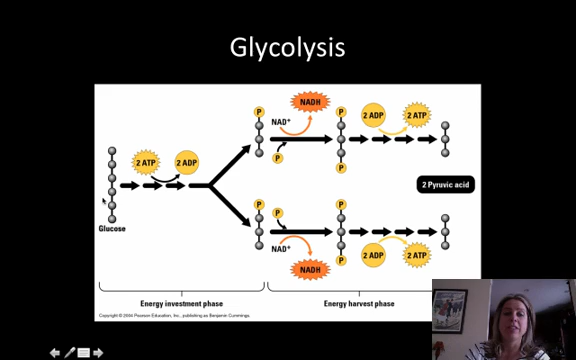 Glycolysis
P
NADH
P
2 ADP
2 ATP
NAD⁺
P
2 ATP
2 ADP
P
2 Pyruvic acid
Glucose
P
P
P
NAD⁺
2 ADP
2 ATP
NADH
P
Energy investment phase
Energy harvest phase
Copyright © 2004 Pearson Education, Inc., publishing as Benjamin Cummings.